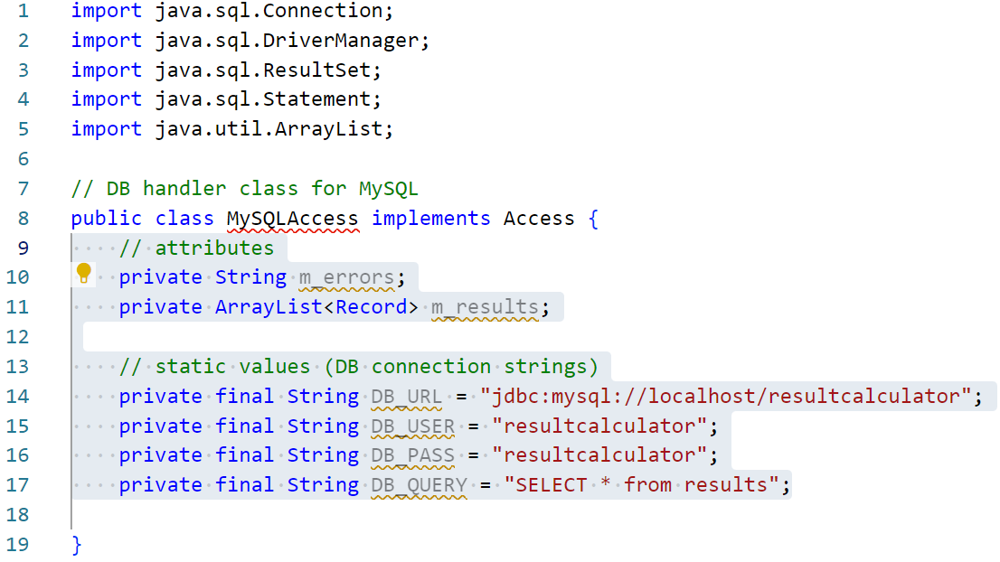 1 import java.sql.Connection;
2 import java.sql.DriverManager;
3 import java.sql.ResultSet;
4 import java.sql.Statement;
5 import java.util.ArrayList;
6
7 // DB handler class for MySQL
8 public class MySQLAccess implements Access {
9     // attributes
10     private String m_errors;
11     private ArrayList<Record> m_results;
12
13     // static values (DB connection strings)
14     private final String DB_URL = "jdbc:mysql://localhost/resultcalculator";
15     private final String DB_USER = "resultcalculator";
16     private final String DB_PASS = "resultcalculator";
17     private final String DB_QUERY = "SELECT * from results";
18
19 }